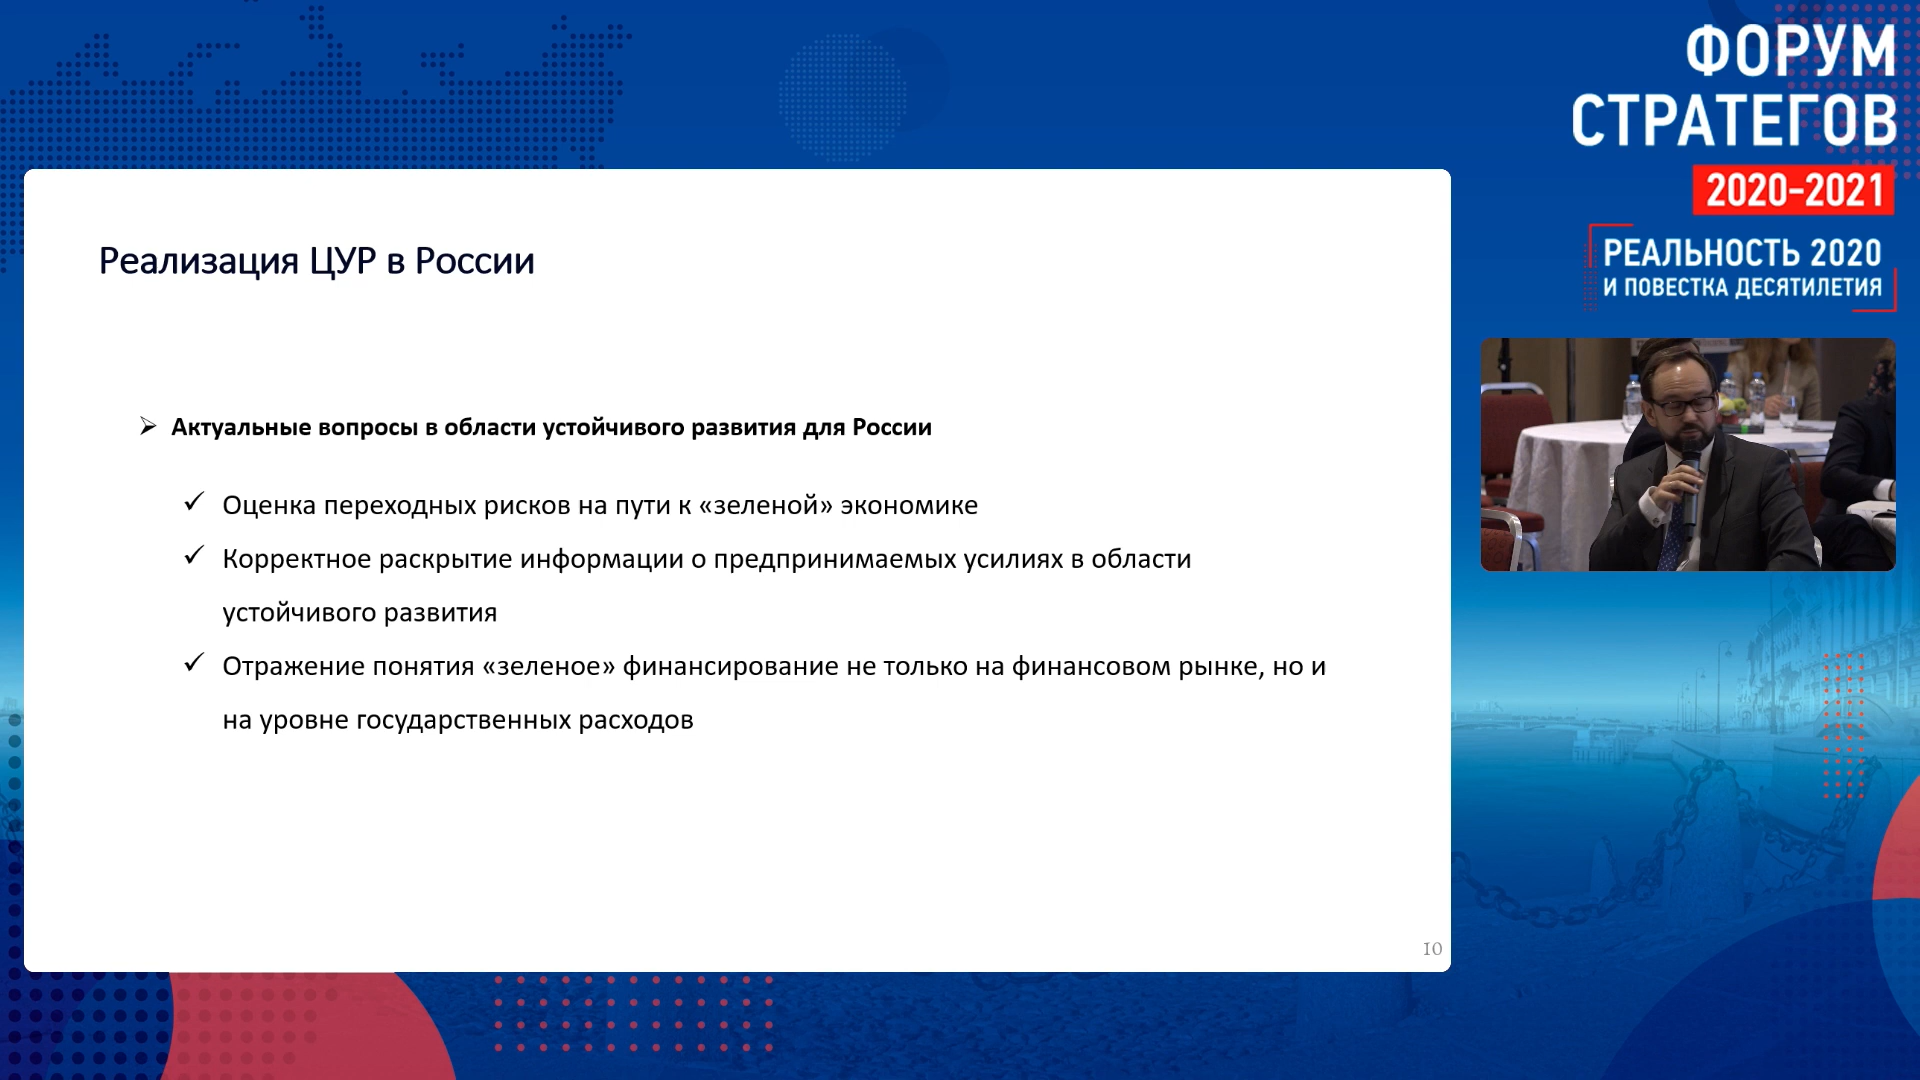 ФОРУМ
СТРАТЕГОВ
2020-2021
РЕАЛЬНОСТЬ 2020
И ПОВЕСТКА ДЕСЯТИЛЕТИЯ
Реализация ЦУР в России
Актуальные вопросы в области устойчивого развития для России
Оценка переходных рисков на пути к «зеленой» экономике
Корректное раскрытие информации о предпринимаемых усилиях в области
устойчивого развития
Отражение понятия «зеленое» финансирование не только на финансовом рынке, но и
на уровне государственных расходов
10